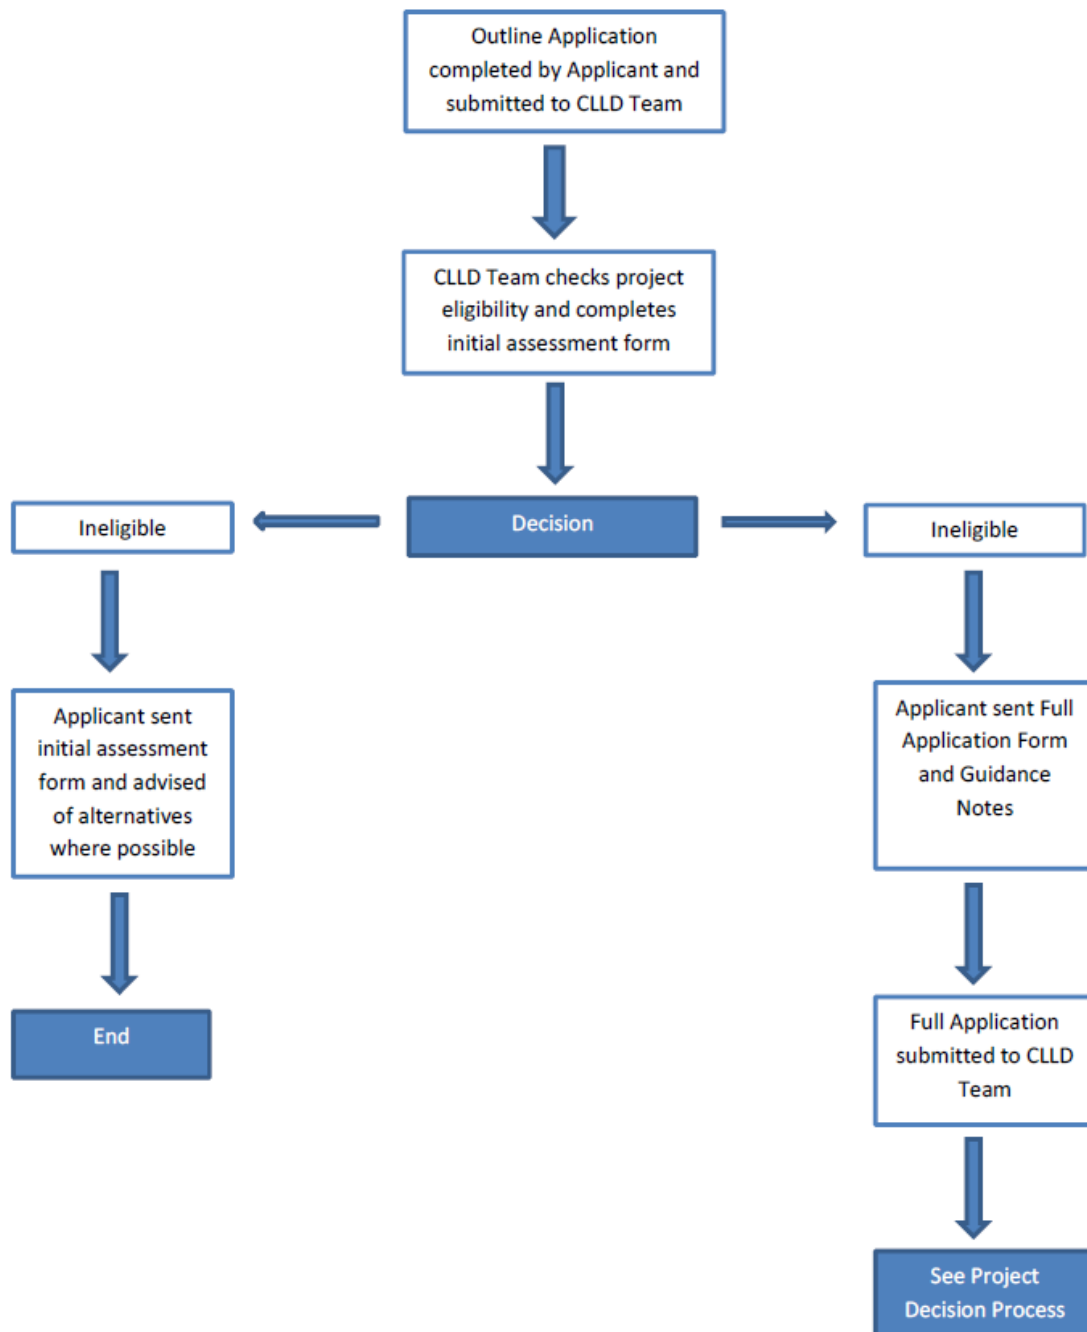 Outline Application
completed by Applicant and
submitted to CLLD Team
CLLD Team checks project
eligibility and completes
initial assessment form
Ineligible
Decision
Ineligible
Applicant sent
initial assessment
form and advised
of alternatives
where possible
Applicant sent Full
Application Form
and Guidance
Notes
End
Full Application
submitted to CLLD
Team
See Project
Decision Process